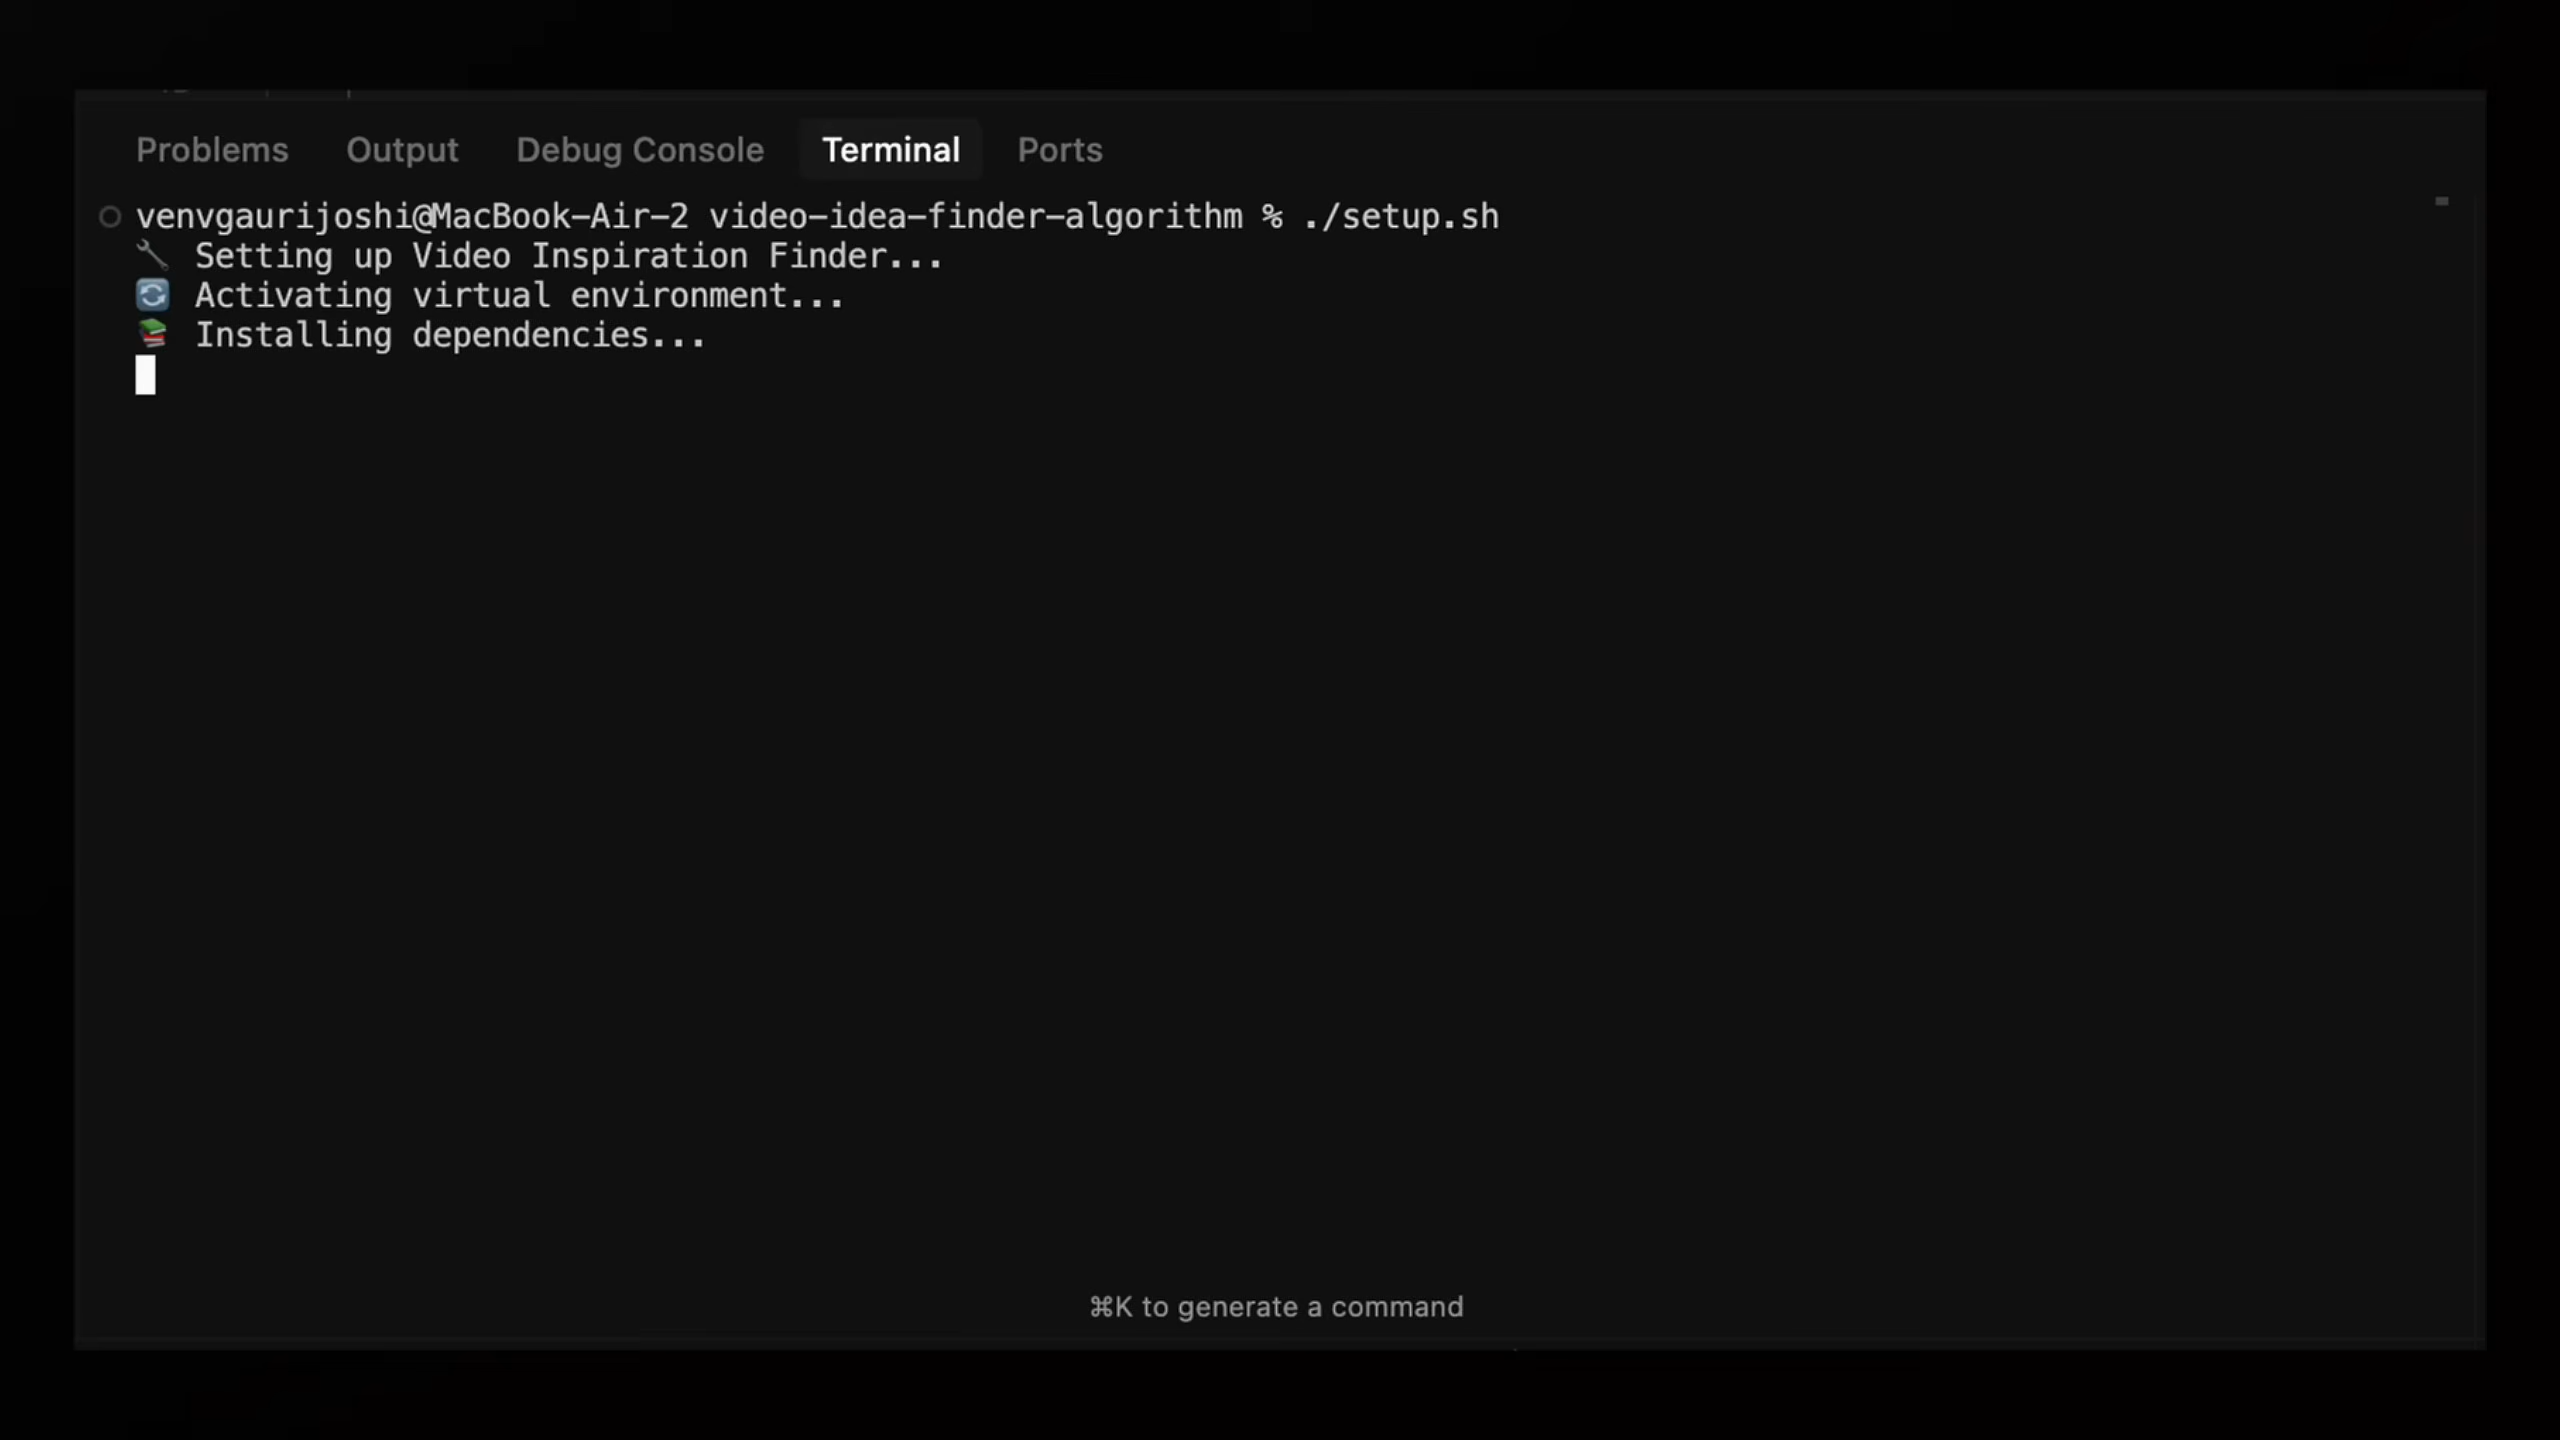 Problems Output Debug Console Terminal Ports
venvgaurijoshi@MacBook-Air-2 video-idea-finder-algorithm % ./setup.sh
🔧 Setting up Video Inspiration Finder...
🔄 Activating virtual environment...
📚 Installing dependencies...
⌘K to generate a command